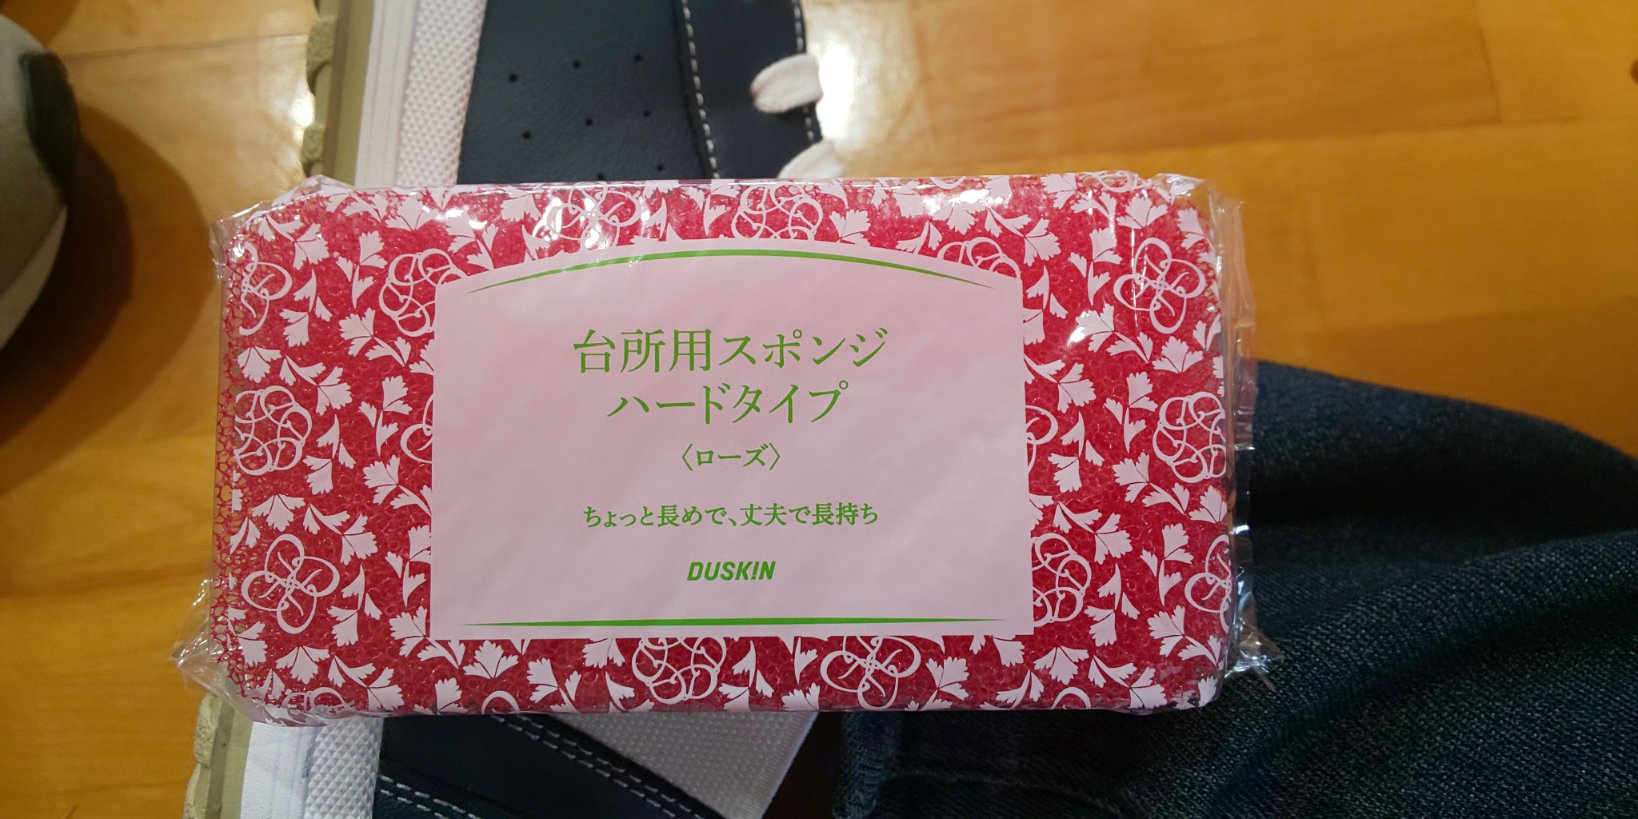 台所用スポンジ
ハードタイプ
〈ローズ〉
ちょっと長めで、丈夫で長持ち
DUSKIN